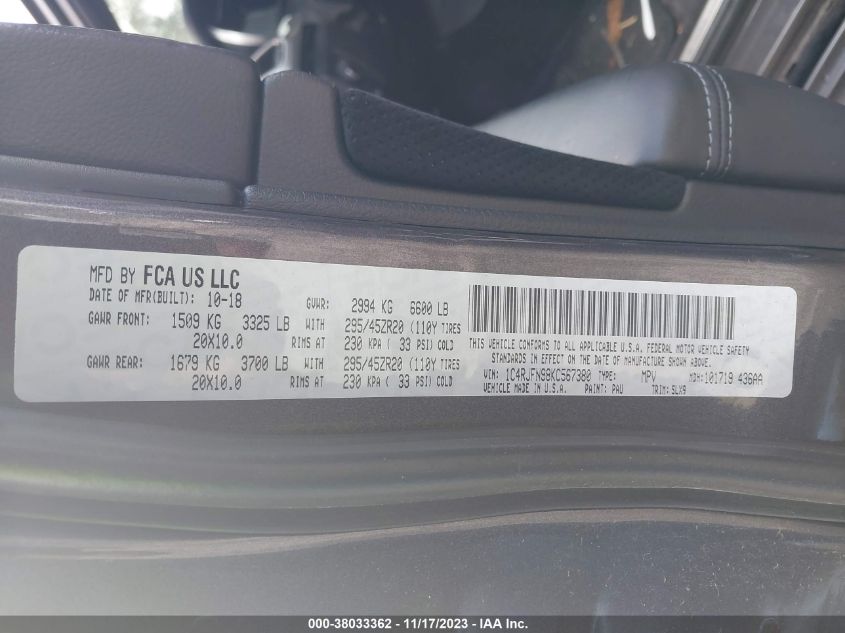 MFD BY FCA US LLC
DATE OF MFR(BUILT): 10-18 GVWR: 2994 KG 6600 LB
GAWR FRONT: 1509 KG 3325 LB WITH 295/45ZR20 (110Y TIRES
20X10.0 RIMS AT 230 KPA ( 33 PSI) COLD
GAWR REAR: 1679 KG 3700 LB WITH 295/45ZR20 (110Y TIRES
20X10.0 RIMS AT 230 KPA ( 33 PSI) COLD
THIS VEHICLE CONFORMS TO ALL APPLICABLE U.S.A. FEDERAL MOTOR VEHICLE SAFETY
STANDARDS IN EFFECT ON THE DATE OF MANUFACTURE SHOWN ABOVE.
VIN: 1C4RJFN99KC567380 TYPE: MPV MDH: 101719 436AA
VEHICLE MADE IN U.S.A. PAINT: PAU TRIM: SLX9
000-38033362 - 11/17/2023 - IAA Inc.